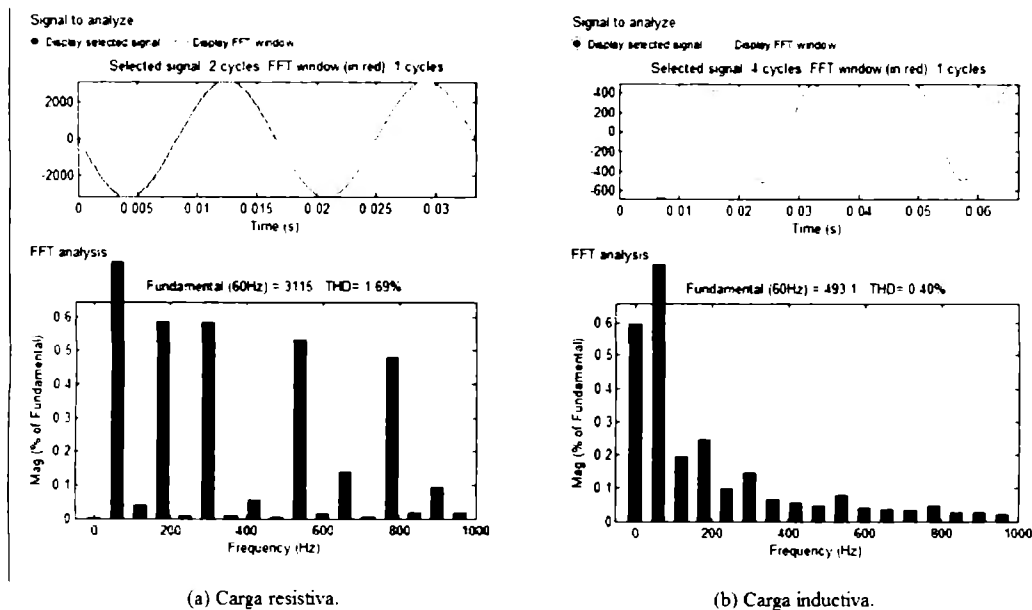 Signal to analyze
Display selected signal Display FFT window
Selected signal 2 cycles FFT window (in red) 1 cycles
2000
0
-2000
0 0.005 0.01 0.015 0.02 0.025 0.03
Time (s)
FFT analysis
Fundamental (60Hz) = 3115 THD= 1.69%
Mag (% of Fundamental)
0.6
0.5
0.4
0.3
0.2
0.1
0
0 200 400 600 800 1000
Frequency (Hz)
(a) Carga resistiva.
Signal to analyze
Display selected signal Display FFT window
Selected signal 4 cycles FFT window (in red) 1 cycles
400
200
0
-200
-400
-600
0 0.01 0.02 0.03 0.04 0.05 0.06
Time (s)
FFT analysis
Fundamental (60Hz) = 493.1 THD= 0.40%
Mag (% of Fundamental)
0.6
0.5
0.4
0.3
0.2
0.1
0
0 200 400 600 800 1000
Frequency (Hz)
(b) Carga inductiva.